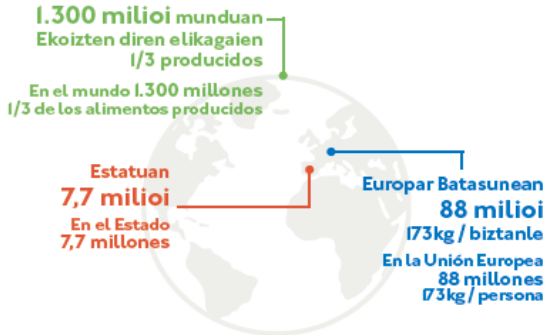 1.300 milioi munduan
Ekoizten diren elikagaien
1/3 producidos
En el mundo 1.300 millones
1/3 de los alimentos producidos
Estatuan
7,7 milioi
En el Estado
7,7 millones
Europar Batasunean
88 milioi
173kg / biztanle
En la Unión Europea
88 millones
173kg / persona